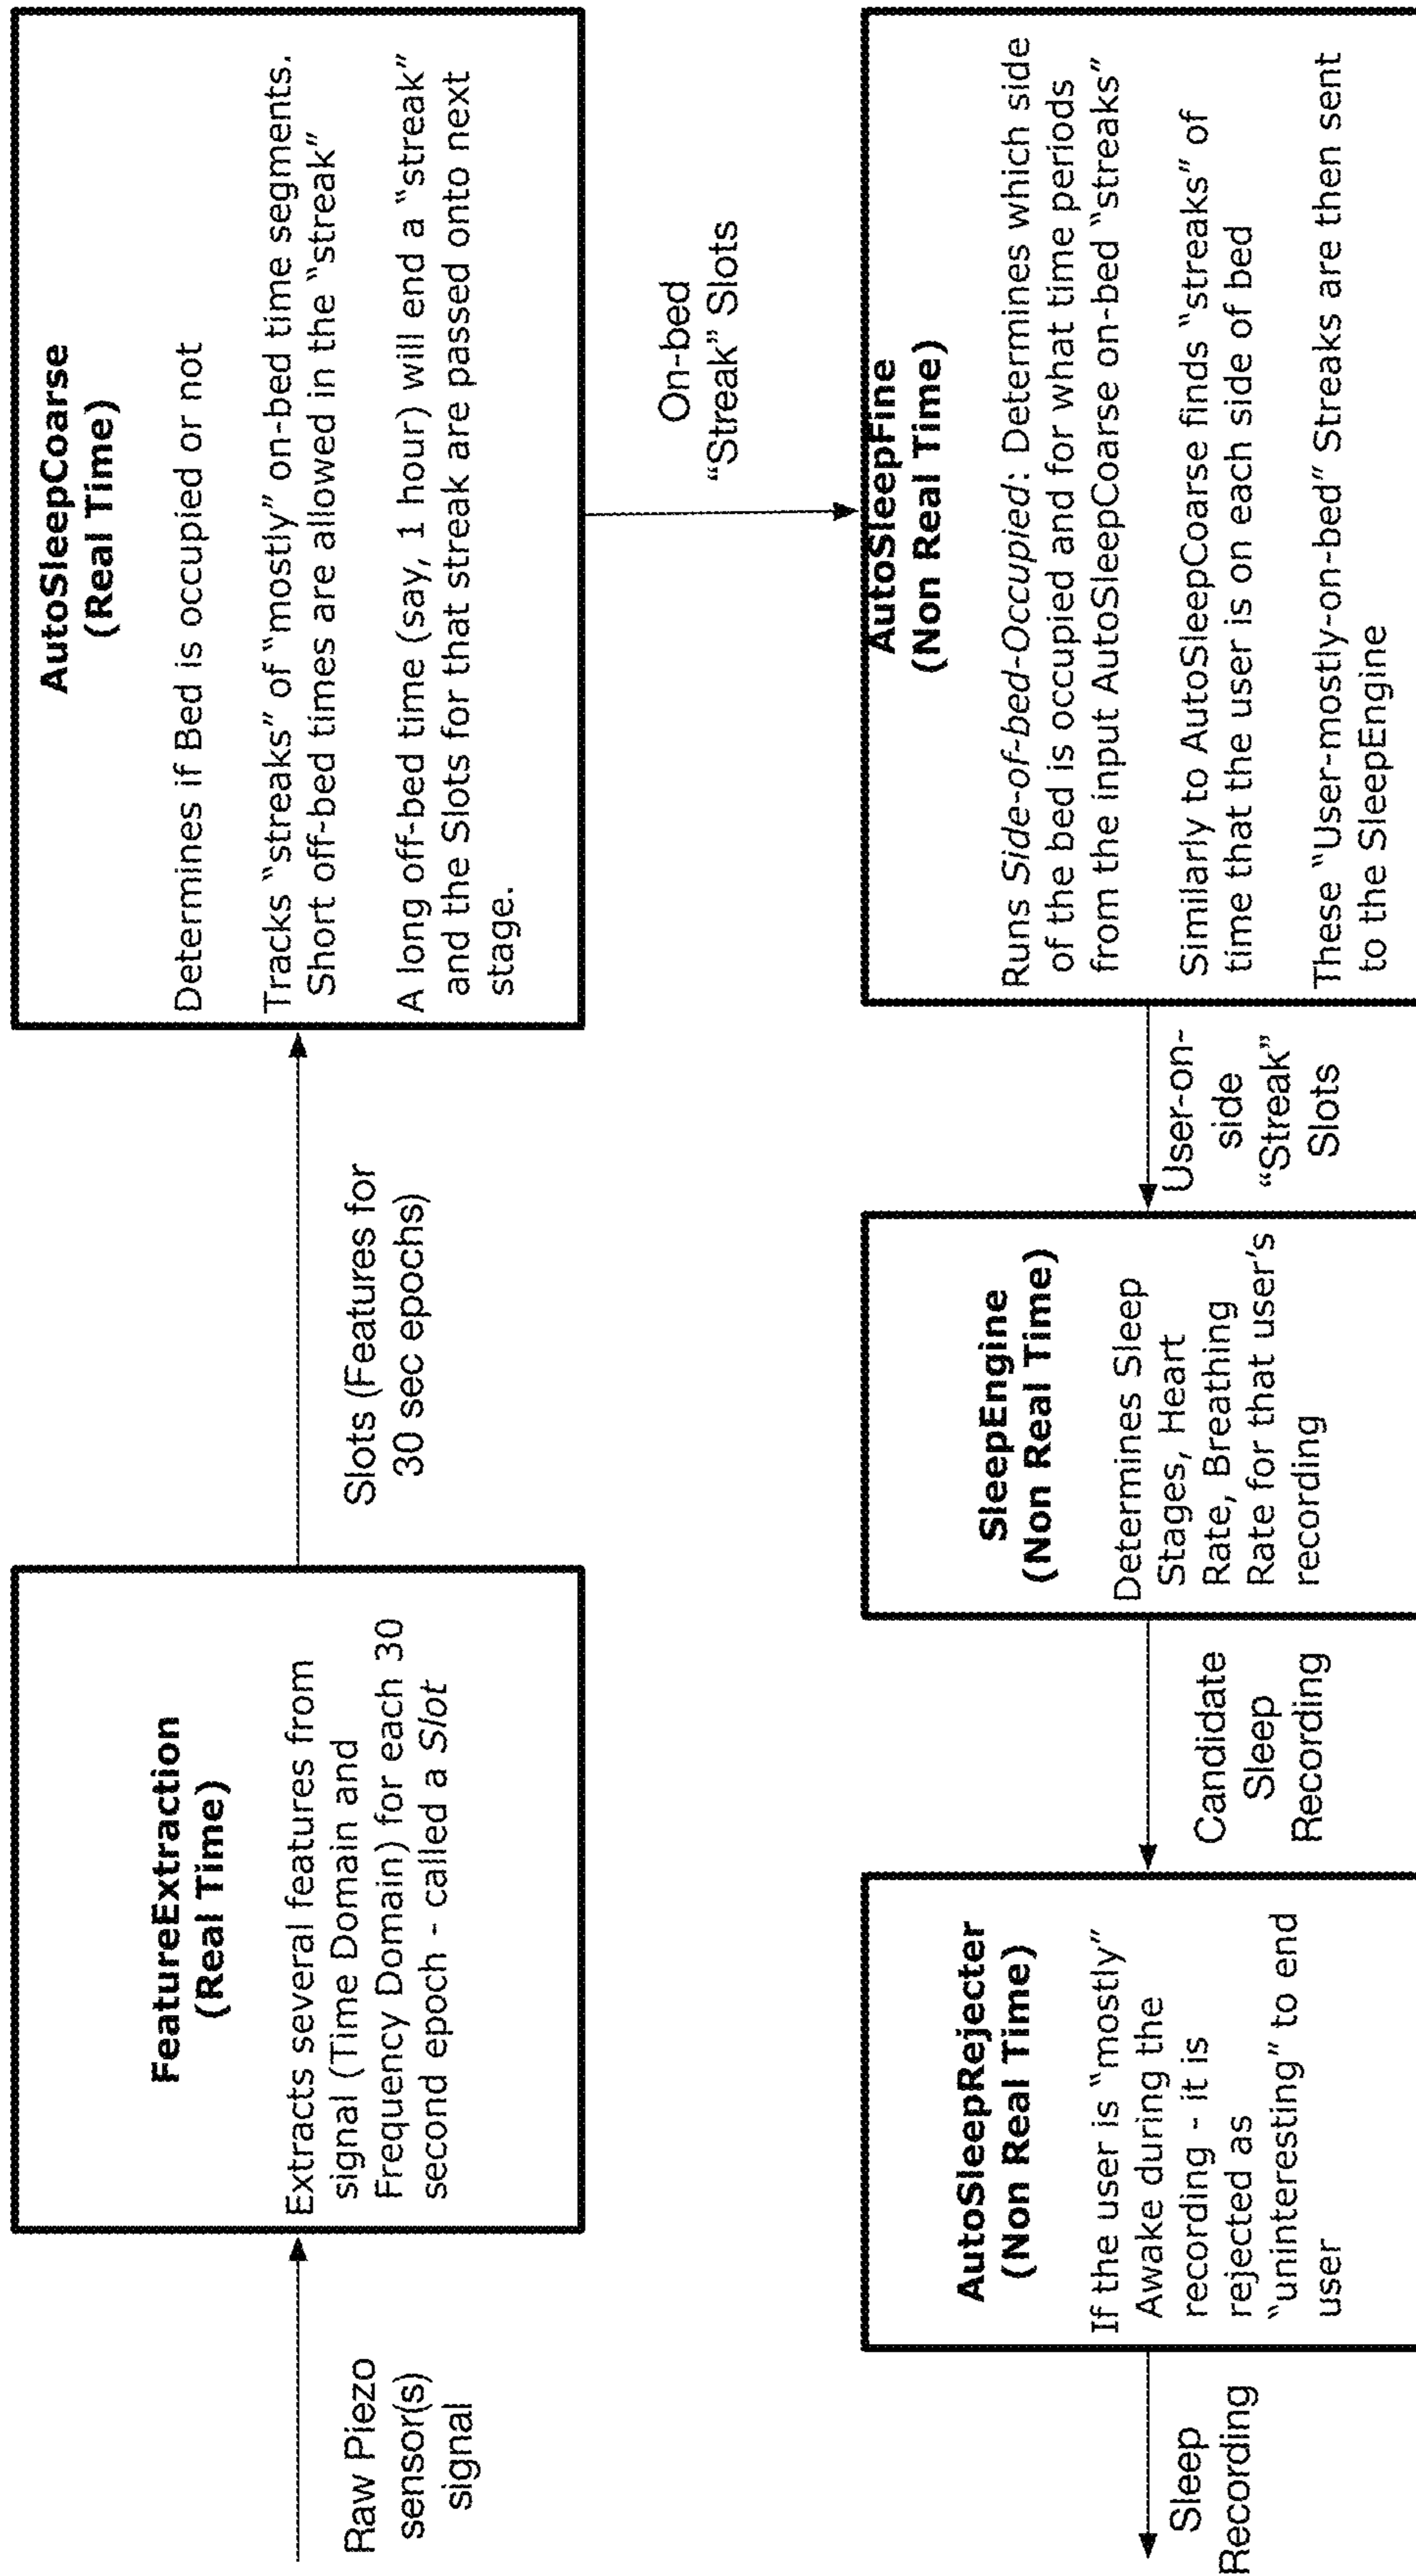 Raw Piezo
sensor(s)
signal
FeatureExtraction
(Real Time)
Extracts several features from
signal (Time Domain and
Frequency Domain) for each 30
second epoch - called a Slot
Slots (Features for
30 sec epochs)
AutoSleepCoarse
(Real Time)
Determines if Bed is occupied or not
Tracks “streaks” of “mostly” on-bed time segments.
Short off-bed times are allowed in the “streak”
A long off-bed time (say, 1 hour) will end a “streak”
and the Slots for that streak are passed onto next
stage.
On-bed
“Streak” Slots
AutoSleepFine
(Non Real Time)
Runs Side-of-bed-Occupied: Determines which side
of the bed is occupied and for what time periods
from the input AutoSleepCoarse on-bed “streaks”
Similarly to AutoSleepCoarse finds “streaks” of
time that the user is on each side of bed
These “User-mostly-on-bed” Streaks are then sent
to the SleepEngine
User-on-
side
“Streak”
Slots
SleepEngine
(Non Real Time)
Determines Sleep
Stages, Heart
Rate, Breathing
Rate for that user's
recording
Candidate
Sleep
Recording
AutoSleepRejecter
(Non Real Time)
If the user is “mostly”
Awake during the
recording - it is
rejected as
“uninteresting” to end
user
Sleep
Recording